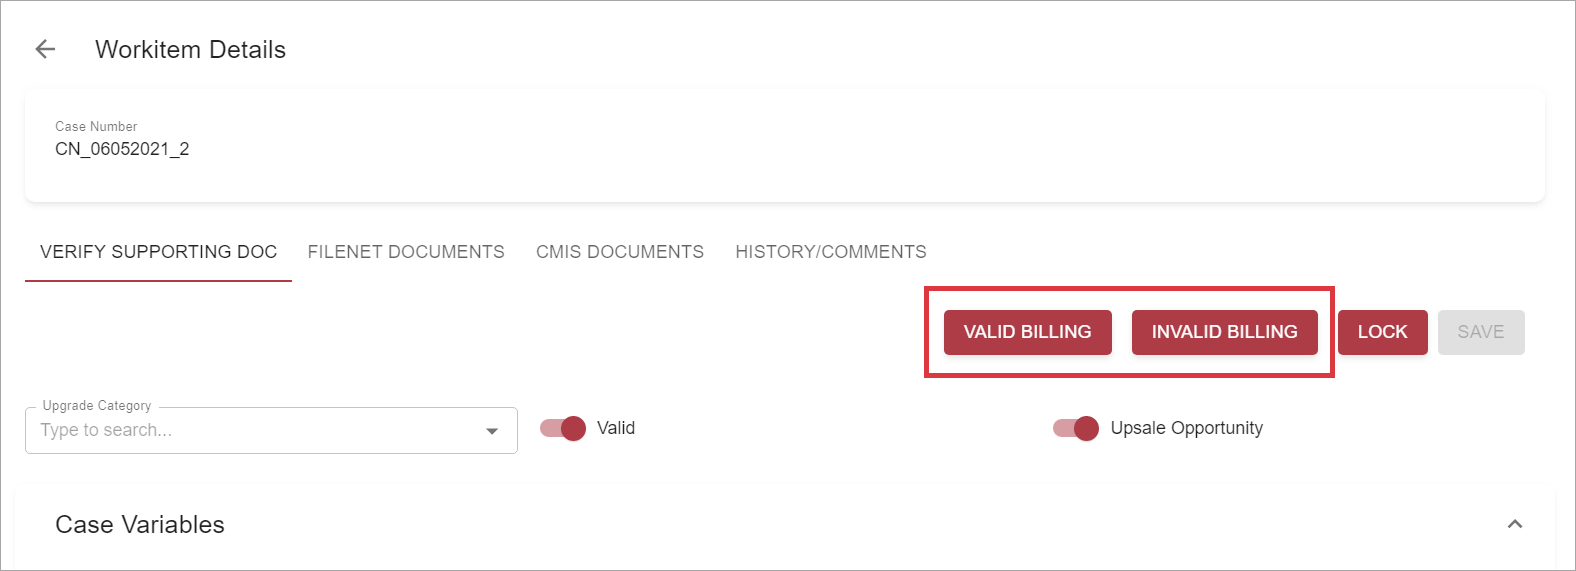 Workitem Details
Case Number
CN_06052021_2
VERIFY SUPPORTING DOC FILENET DOCUMENTS CMIS DOCUMENTS HISTORY/COMMENTS
VALID BILLING INVALID BILLING LOCK SAVE
Upgrade Category
Type to search... Valid Upsale Opportunity
Case Variables